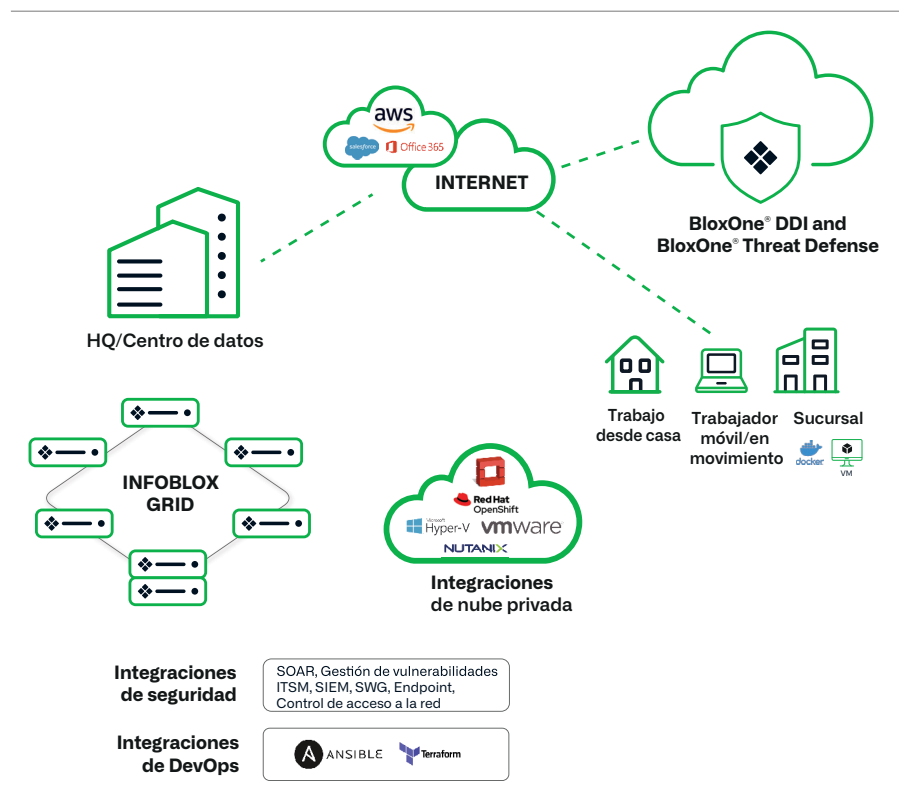 aws
salesforce
Office 365
INTERNET
BloxOne® DDI and
BloxOne® Threat Defense
HQ/Centro de datos
Trabajo
desde casa
Trabajador
móvil/en
movimiento
Sucursal
docker
VM
INFOBLOX
GRID
Red Hat
OpenShift
Microsoft
Hyper-V
vmware
NUTANIX
Integraciones
de nube privada
Integraciones
de seguridad
SOAR, Gestión de vulnerabilidades
ITSM, SIEM, SWG, Endpoint,
Control de acceso a la red
Integraciones
de DevOps
ANSIBLE
Terraform